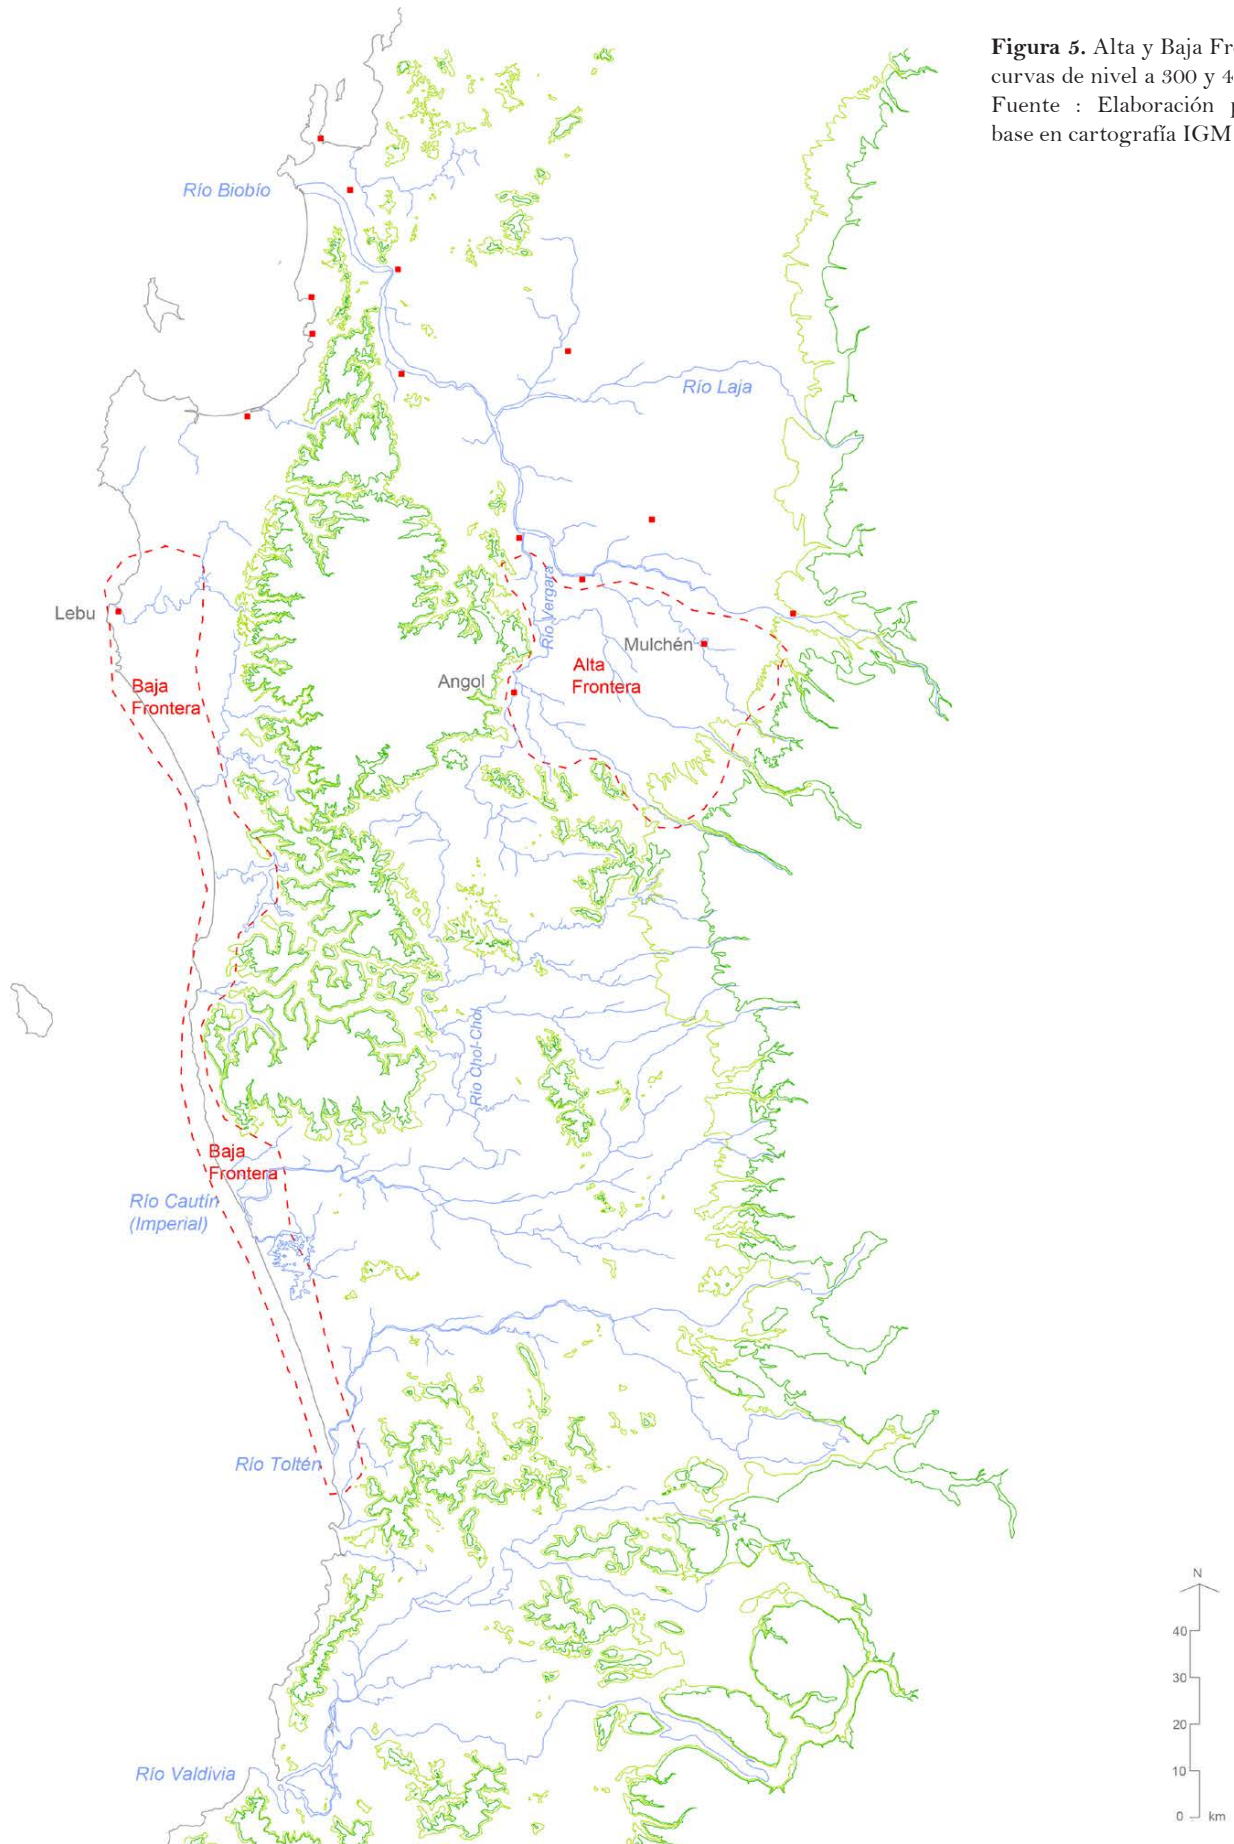 Figura 5. Alta y Baja
curvas de nivel a 300 y
Fuente : Elaboración
base en cartografía IGM
Río Biobío
Río Laja
Río Vergara
Lebu
Mulchén
Alta
Frontera
Angol
Baja
Frontera
Río Chol-Chol
Baja
Frontera
Río Cautín
(Imperial)
Río Toltén
Río Valdivia
N
40
30
20
10
0 km